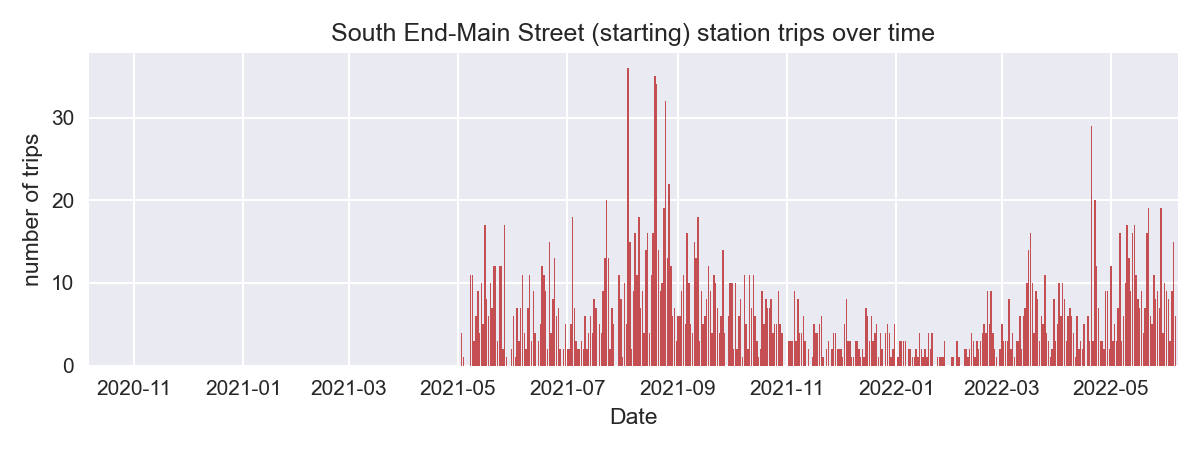 South End-Main Street (starting) station trips over time
number of trips
30
20
10
0
2020-11 2021-01 2021-03 2021-05 2021-07 2021-09 2021-11 2022-01 2022-03 2022-05
Date